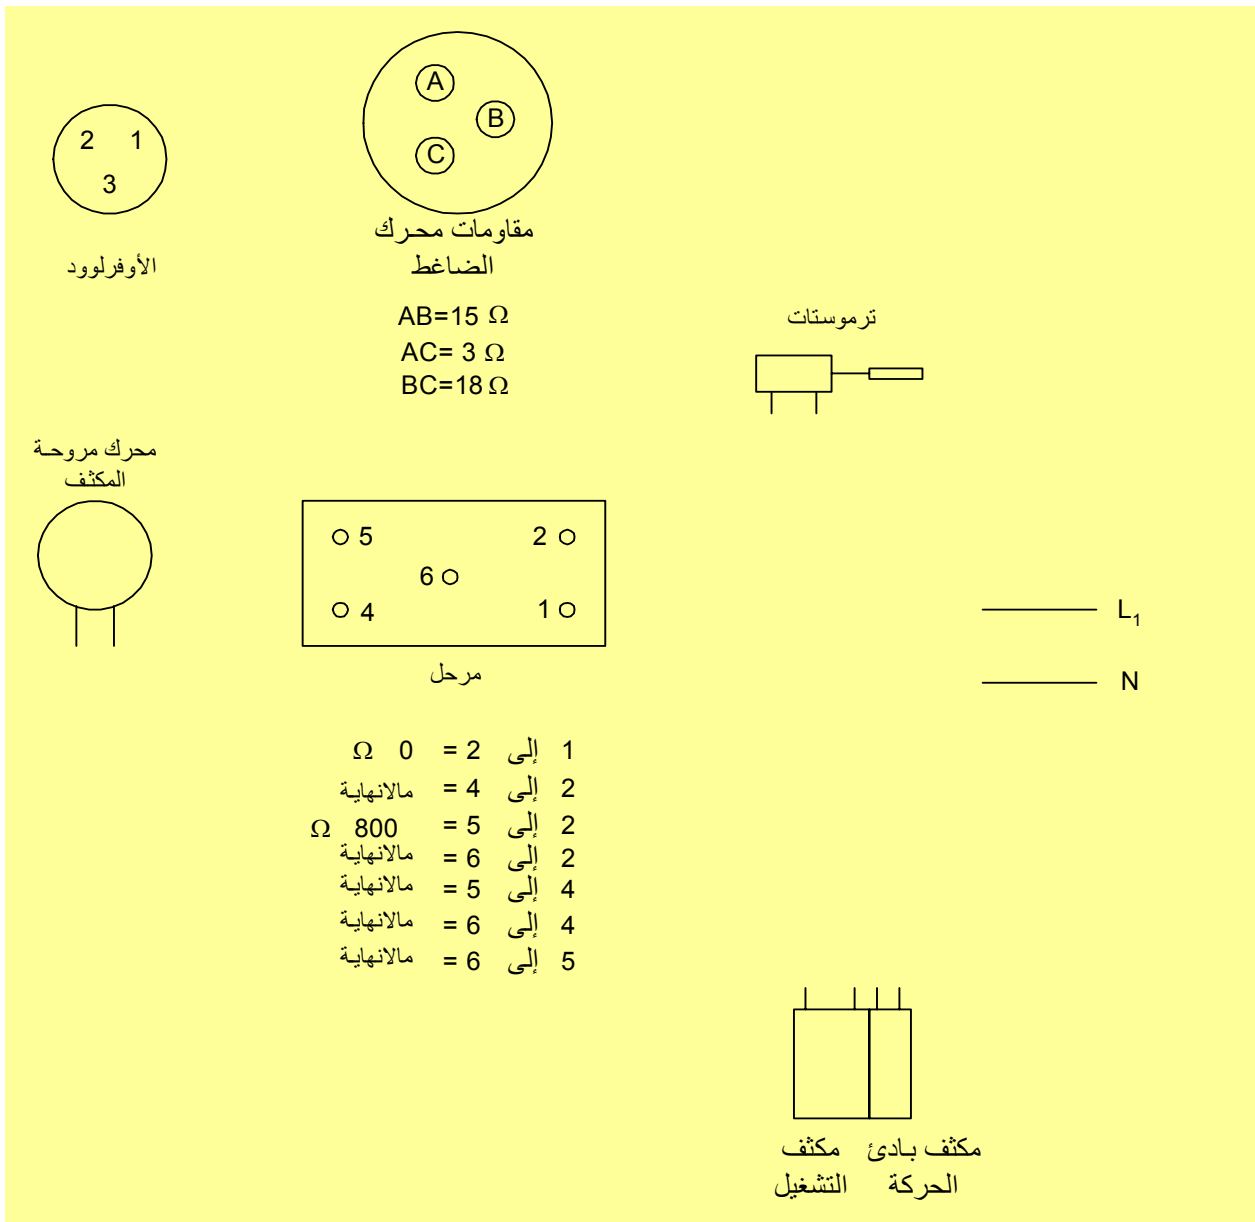 A
B
C
2 1
3
مقاومات محرك
الضاغط
الأوفرلوود
AB=15 Ω
AC= 3 Ω
BC=18 Ω
ترموستات
محرك مروحة
المكثف
5 2
6
4 1
مرحل
L₁
N
1 إلى 2 = 0 Ω
2 إلى 4 = مالانهاية
2 إلى 5 = 800 Ω
2 إلى 6 = مالانهاية
4 إلى 5 = مالانهاية
4 إلى 6 = مالانهاية
5 إلى 6 = مالانهاية
مكثف بادئ
الحركة
مكثف
التشغيل